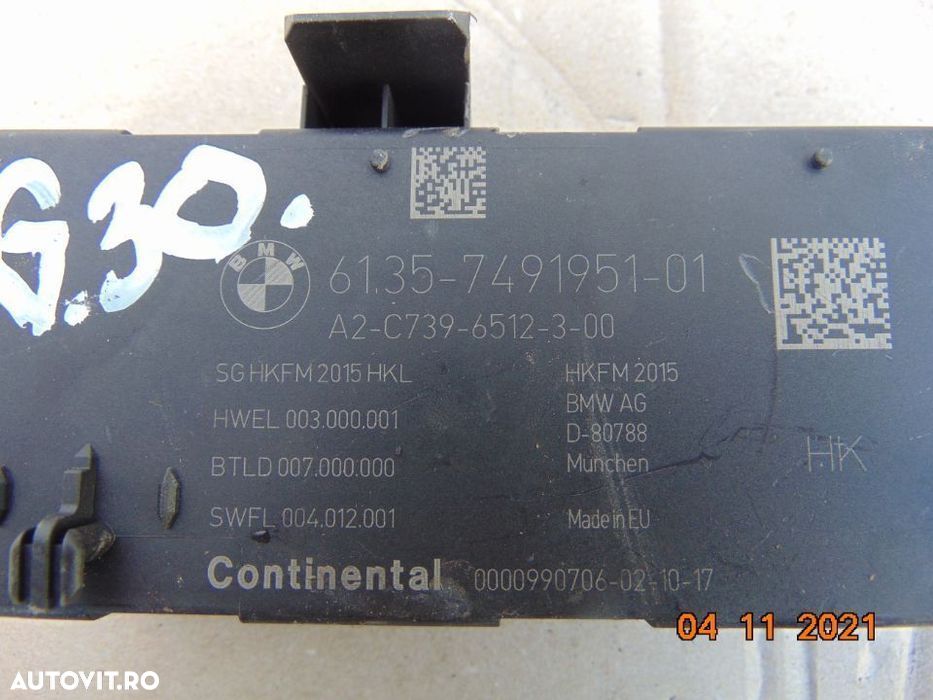 G.30.
BMW
61.35-7491951-01
A2-C739-6512-3-00
SG HKFM 2015 HKL
HWEL 003.000.001
BTLD 007.000.000
SWFL 004.012.001
HKFM 2015
BMW AG
D-80788
München
Made in EU
HK
Continental 0000990706-02-10-17
04 11 2021
AUTOVIT.RO